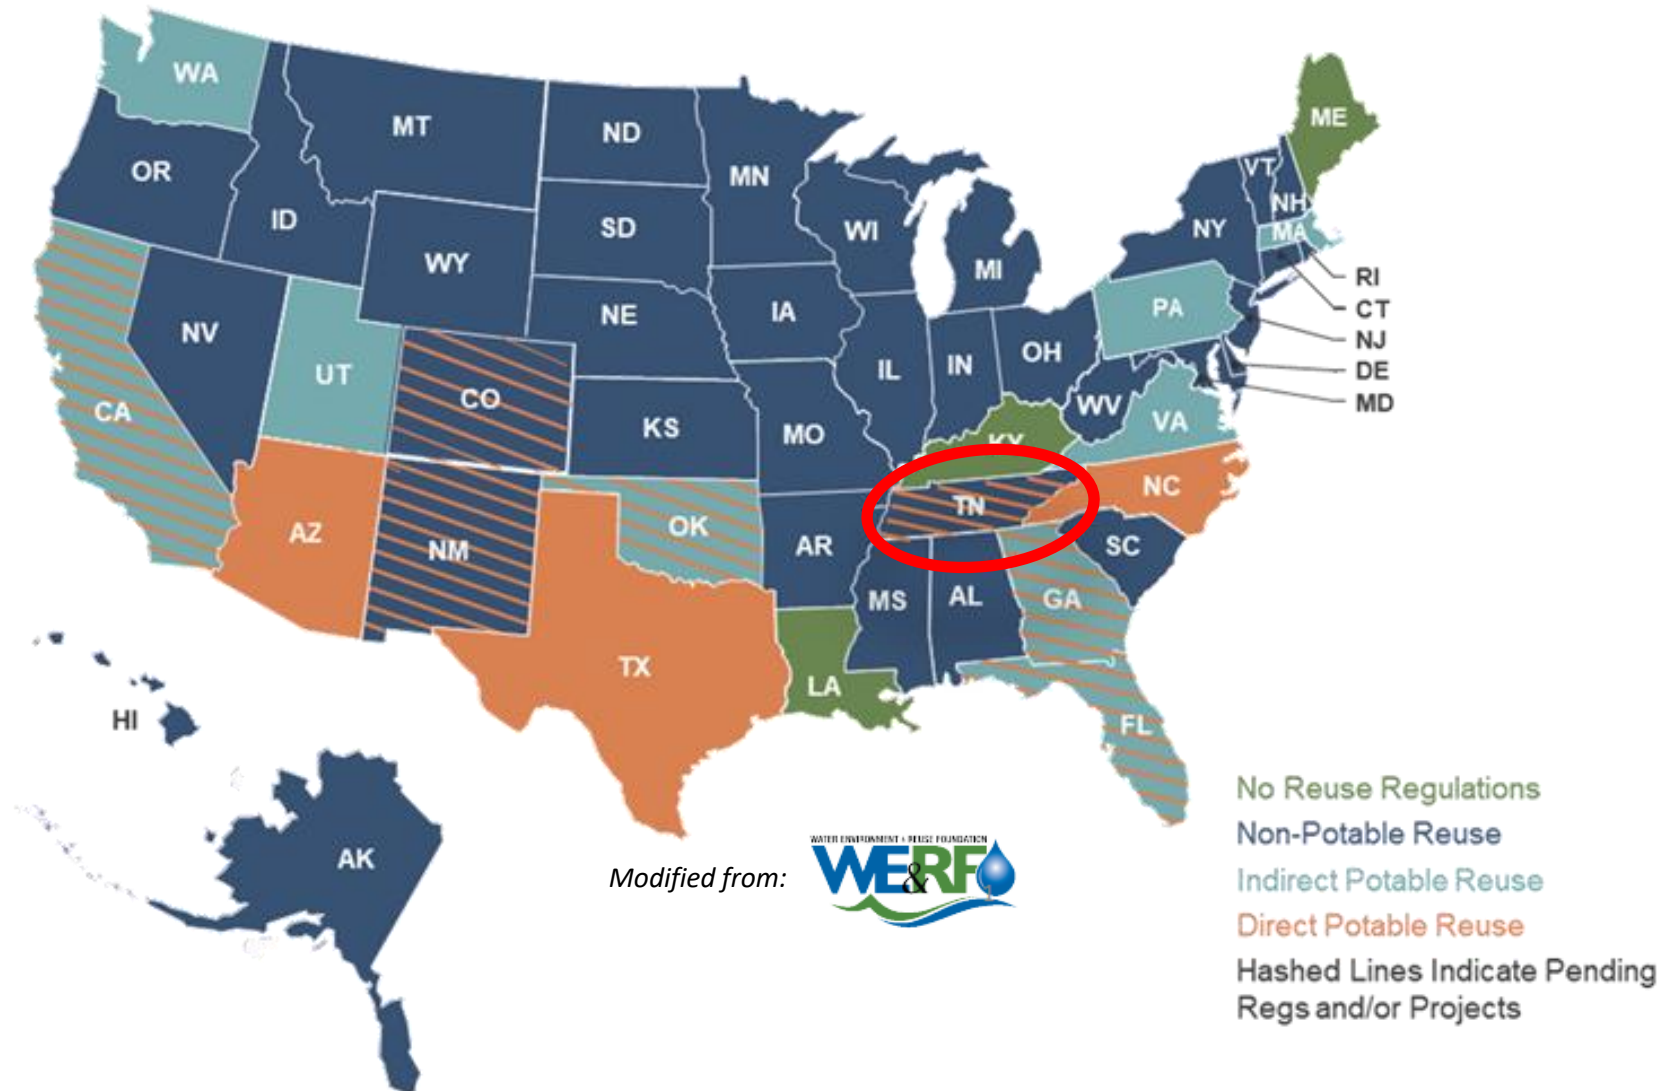 WA
MT
ND
MN
ME
OR
ID
SD
WI
VT
NH
WY
MI
NY
MA
NE
IA
PA
RI
CT
NJ
DE
MD
NV
UT
CO
KS
MO
IL
IN
OH
WV
VA
CA
KY
AZ
NM
OK
AR
TN
NC
SC
MS
AL
GA
TX
LA
FL
HI
AK
No Reuse Regulations
Non-Potable Reuse
Indirect Potable Reuse
Direct Potable Reuse
Hashed Lines Indicate Pending
Regs and/or Projects
Modified from:
WATER ENVIRONMENT & REUSE FOUNDATION
WE&RF
1